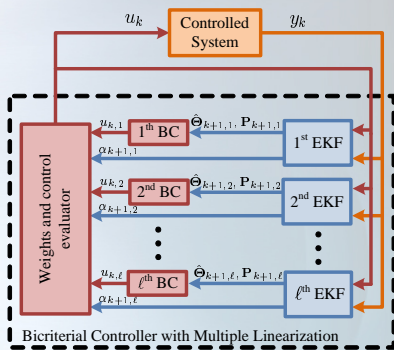 u_k
Controlled
System
y_k
Weights and control
evaluator
u_{k,1}
1^{th} BC
\hat{Θ}_{k+1,1}, P_{k+1,1}
1^{st} EKF
α_{k+1,1}
u_{k,2}
2^{nd} BC
\hat{Θ}_{k+1,2}, P_{k+1,2}
2^{nd} EKF
α_{k+1,2}
u_{k,ℓ}
ℓ^{th} BC
\hat{Θ}_{k+1,ℓ}, P_{k+1,ℓ}
ℓ^{th} EKF
α_{k+1,ℓ}
Bicriterial Controller with Multiple Linearization